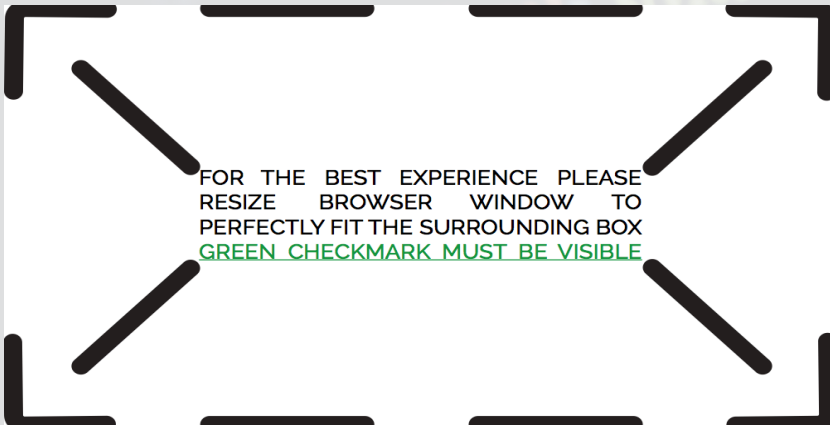 FOR THE BEST EXPERIENCE PLEASE
RESIZE BROWSER WINDOW TO
PERFECTLY FIT THE SURROUNDING BOX
GREEN CHECKMARK MUST BE VISIBLE